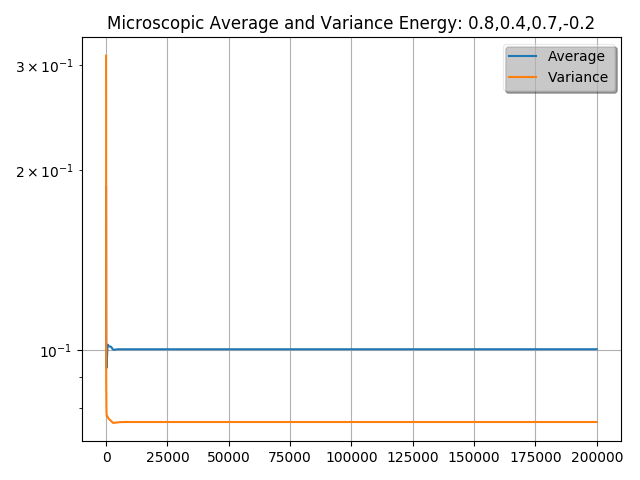 Microscopic Average and Variance Energy: 0.8,0.4,0.7,-0.2
Average
Variance
3 × 10⁻¹
2 × 10⁻¹
10⁻¹
0 25000 50000 75000 100000 125000 150000 175000 200000